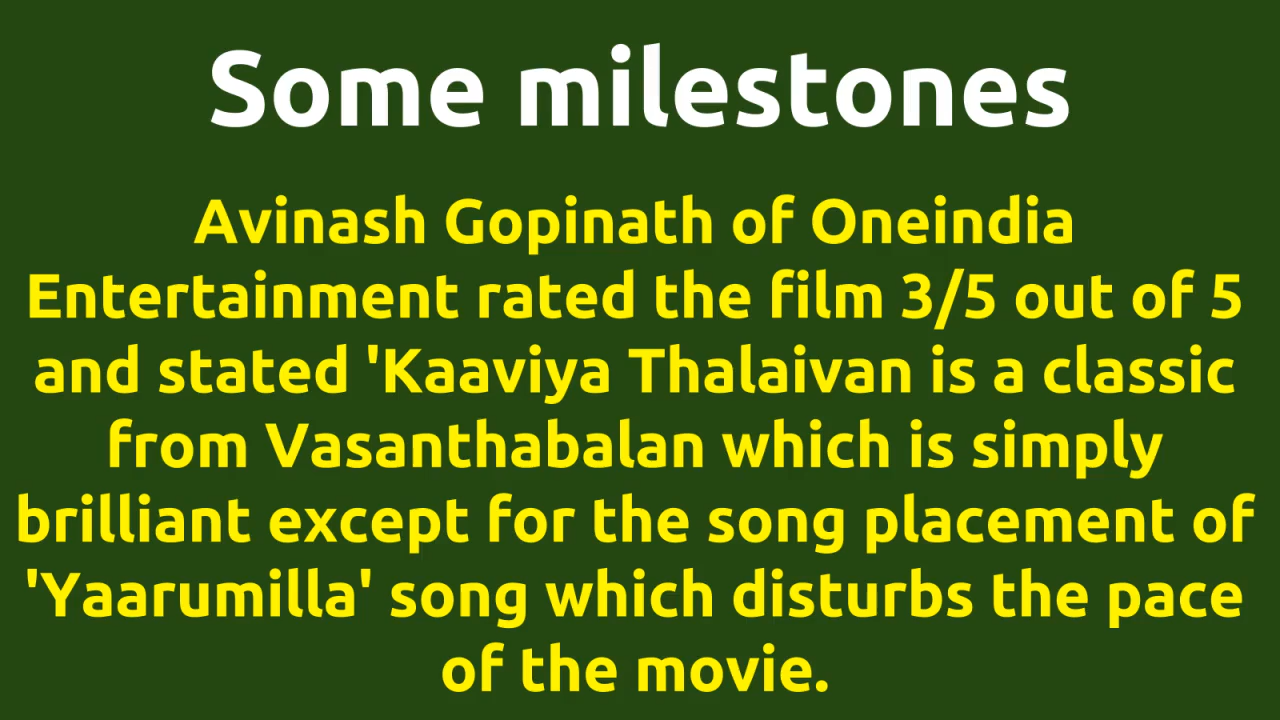 Some milestones
Avinash Gopinath of Oneindia
Entertainment rated the film 3/5 out of 5
and stated 'Kaaviya Thalaivan is a classic
from Vasanthabalan which is simply
brilliant except for the song placement of
'Yaarumilla' song which disturbs the pace
of the movie.